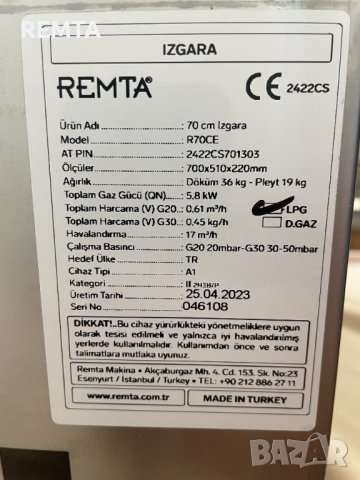 REMTA
IZGARA
REMTA® CE 2422CS
Ürün Adı : 70 cm Izgara
Model : R70CE
AT PIN : 2422CS701303
Ölçüler : 700x510x220mm
Ağırlık : Döküm 36 kg - Pleyt 19 kg
Toplam Gaz Gücü (QN) : 5.8 kW
Toplam Harcama (V) G20 : 0,61 m³/h LPG
Toplam Harcama (V) G30 : 0,45 kg/h D.GAZ
Havalandırma : 17 m³/h
Çalışma Basıncı : G20 20mbar-G30 30-50mbar
Hedef Ülke : TR
Cihaz Tipi : A1
Kategori : II 2H3B/P
Üretim Tarihi : 25.04.2023
Seri No : 046108
DİKKAT!..Bu cihaz yürürlükteki yönetmeliklere uygun
olarak tesisi edilmeli ve yalnızca iyi havalandırılmış
yerlerde kullanılmalıdır. Kullanımdan önce ve sonra
talimatlara mutlaka uyunuz.
Remta Makina • Akçaburgaz Mh. 4. Cd. 153. Sk. No:23
Esenyurt / İstanbul / Turkey • TEL: +90 212 886 27 11
www.remta.com.tr MADE IN TURKEY
BAZAR